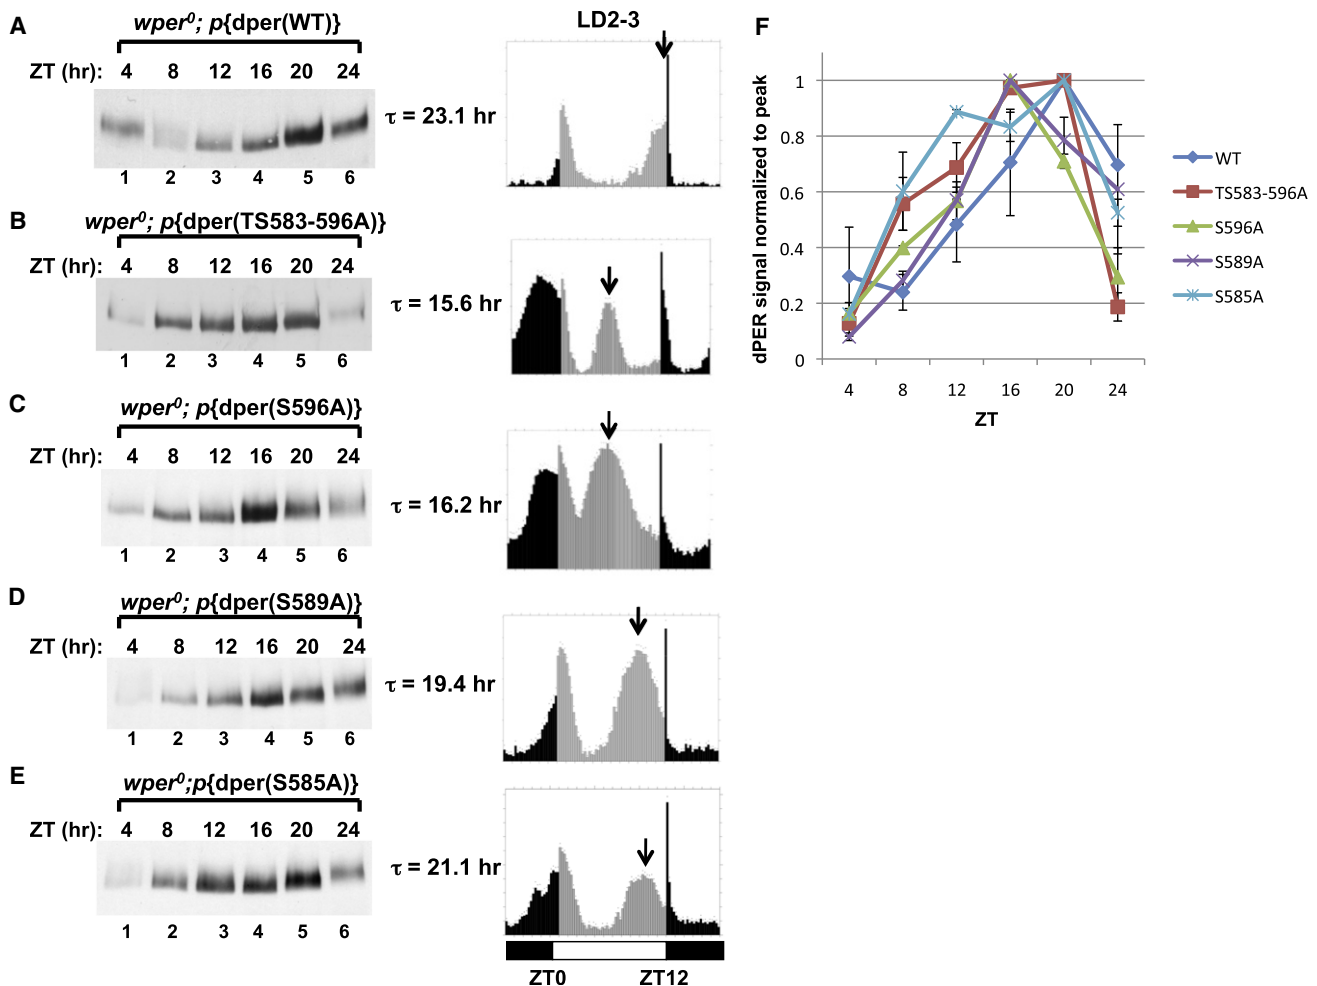 A
wper⁰; p{dper(WT)}
ZT (hr): 4 8 12 16 20 24
1 2 3 4 5 6
τ = 23.1 hr
LD2-3
B
wper⁰; p{dper(TS583-596A)}
ZT (hr): 4 8 12 16 20 24
1 2 3 4 5 6
τ = 15.6 hr
C
wper⁰; p{dper(S596A)}
ZT (hr): 4 8 12 16 20 24
1 2 3 4 5 6
τ = 16.2 hr
D
wper⁰; p{dper(S589A)}
ZT (hr): 4 8 12 16 20 24
1 2 3 4 5 6
τ = 19.4 hr
E
wper⁰;p{dper(S585A)}
ZT (hr): 4 8 12 16 20 24
1 2 3 4 5 6
τ = 21.1 hr
ZT0 ZT12
F
dPER signal normalized to peak
1
0.8
0.6
0.4
0.2
0
4 8 12 16 20 24
ZT
WT
TS583-596A
S596A
S589A
S585A